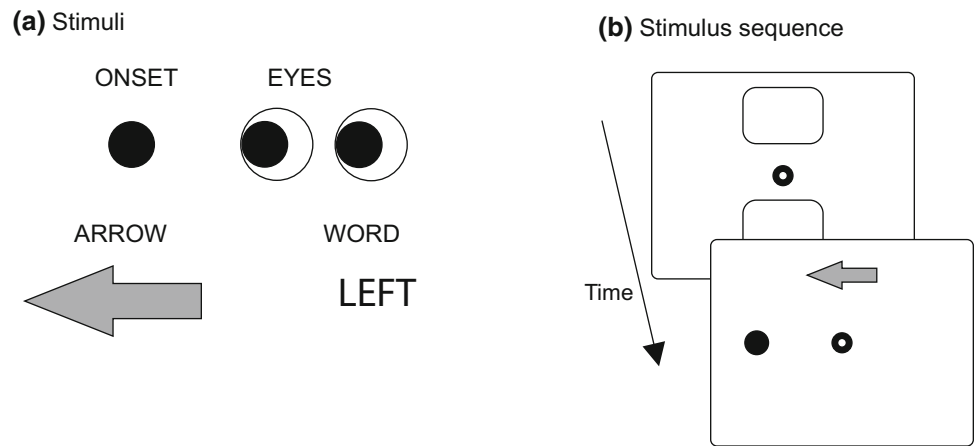 (a) Stimuli
ONSET EYES
ARROW WORD
LEFT
(b) Stimulus sequence
Time